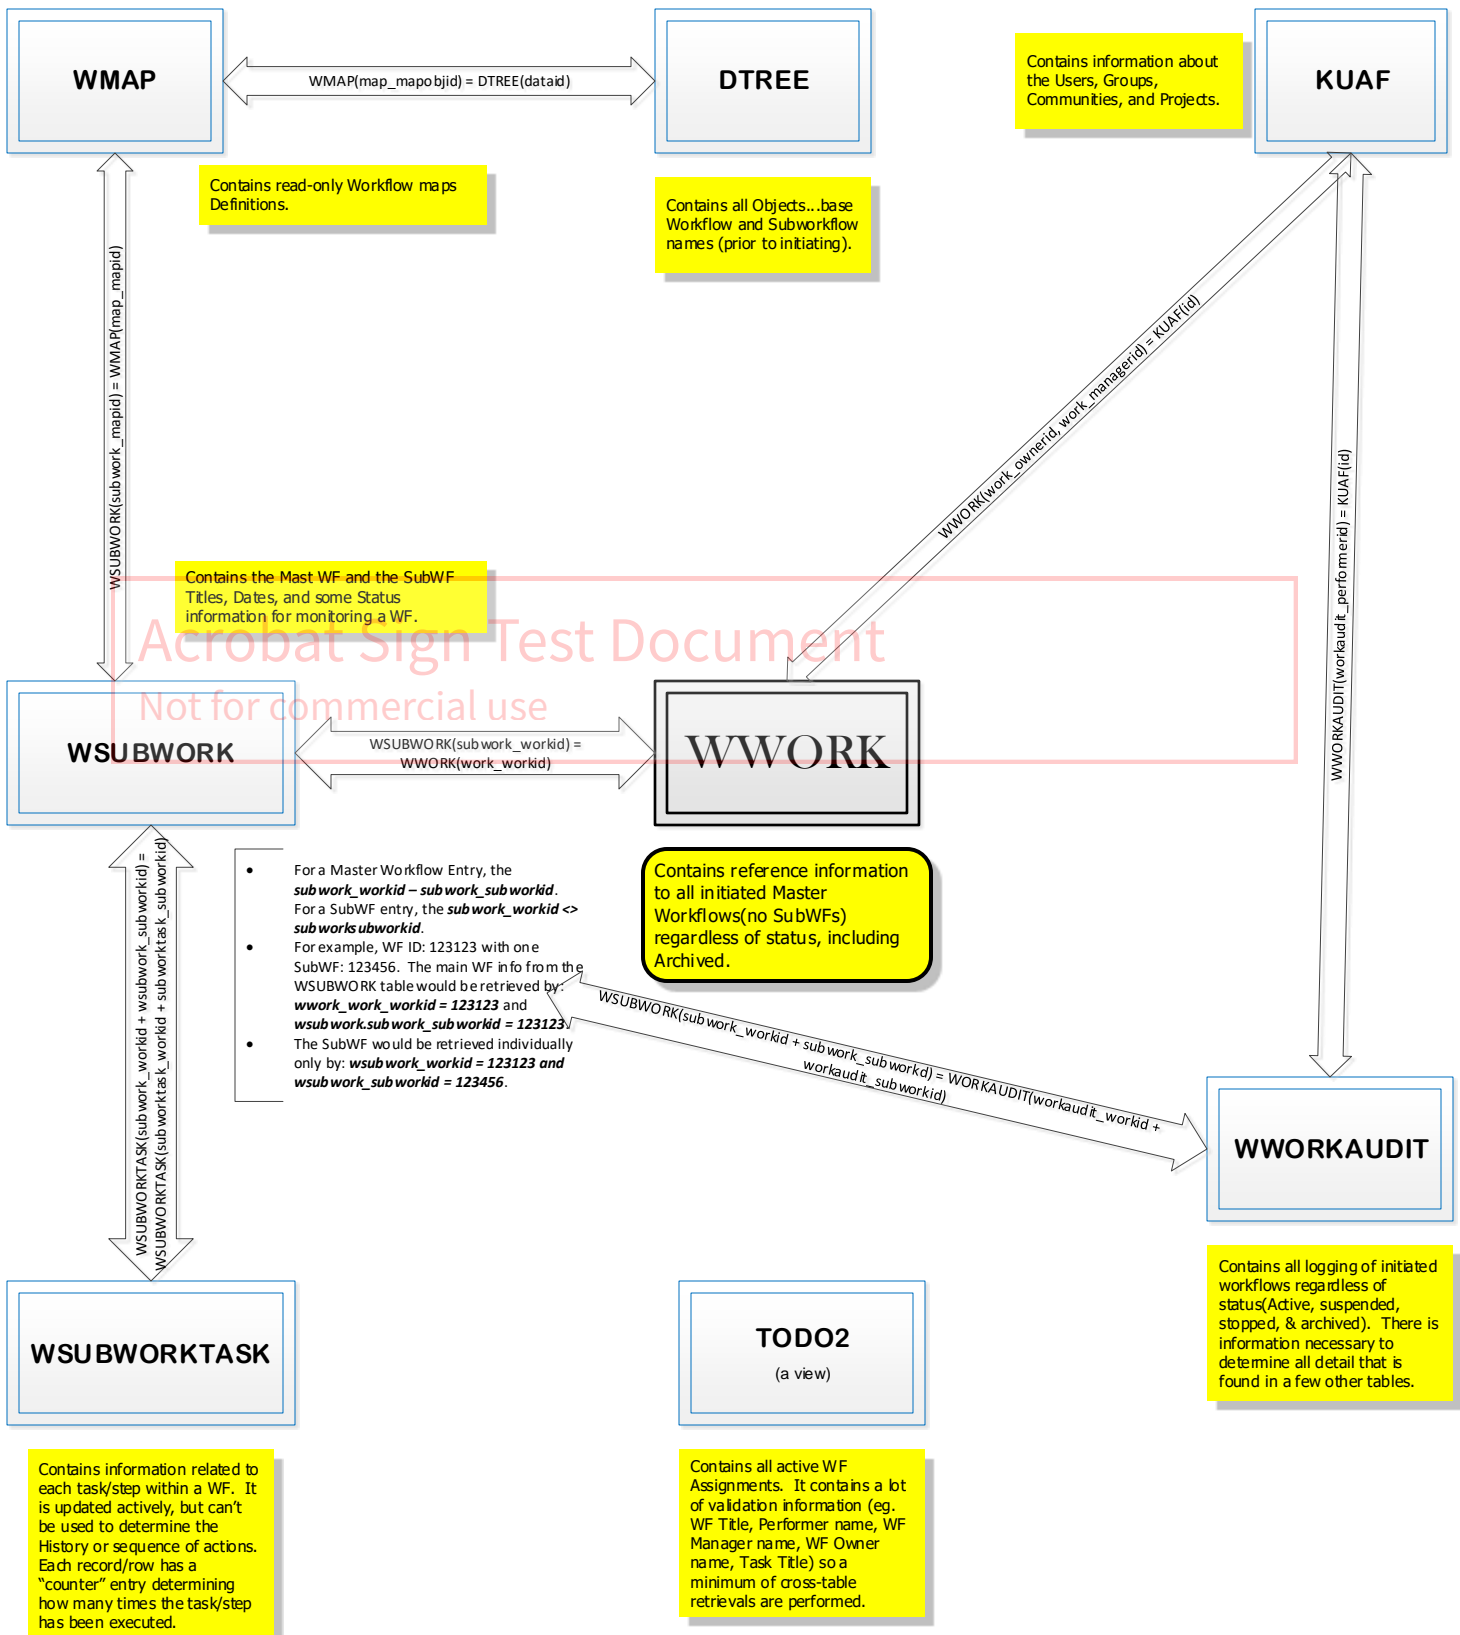 WMAP
WMAP(map_mapobjid) = DTREE(dataid)
DTREE
Contains information about
the Users, Groups,
Communities, and Projects.
KUAF
Contains read-only Workflow maps
Definitions.
Contains all Objects...base
Workflow and Subworkflow
names (prior to initiating).
WSUBWORK(subwork_mapid) = WMAP(map_mapid)
WWORK(work_ownerid, work_managerid) = KUAF(id)
WWORKAUDIT(workaudit_performerid) = KUAF(id)
Contains the Mast WF and the SubWF
Titles, Dates, and some Status
information for monitoring a WF.
Acrobat Sign Test Document
Not for commercial use
WSUBWORK
WSUBWORK(subwork_workid) =
WWORK(work_workid)
WWORK
Contains reference information
to all initiated Master
Workflows(no SubWFs)
regardless of status, including
Archived.
• For a Master Workflow Entry, the
subwork_workid – subwork_subworkid.
For a SubWF entry, the subwork_workid <>
subworksubworkid.
• For example, WF ID: 123123 with one
SubWF: 123456.  The main WF info from the
WSUBWORK table would be retrieved by:
wwork_work_workid = 123123 and
wsubwork.subwork_subworkid = 123123.
• The SubWF would be retrieved individually
only by: wsubwork_workid = 123123 and
wsubwork_subworkid = 123456.
WSUBWORKTASK(subwork_workid + wsubwork_subworkid) =
WSUBWORKTASK(subworktask_workid + subworktask_subworkid)
WSUBWORK(subwork_workid + subwork_subworkd) = WORKAUDIT(workaudit_workid +
workaudit_subworkid)
WWORKAUDIT
Contains all logging of initiated
workflows regardless of
status(Active, suspended,
stopped, & archived).  There is
information necessary to
determine all detail that is
found in a few other tables.
WSUBWORKTASK
Contains information related to
each task/step within a WF.  It
is updated actively, but can't
be used to determine the
History or sequence of actions.
Each record/row has a
“counter” entry determining
how many times the task/step
has been executed.
TODO2
(a view)
Contains all active WF
Assignments.  It contains a lot
of validation information (eg.
WF Title, Performer name, WF
Manager name, WF Owner
name, Task Title) so a
minimum of cross-table
retrievals are performed.